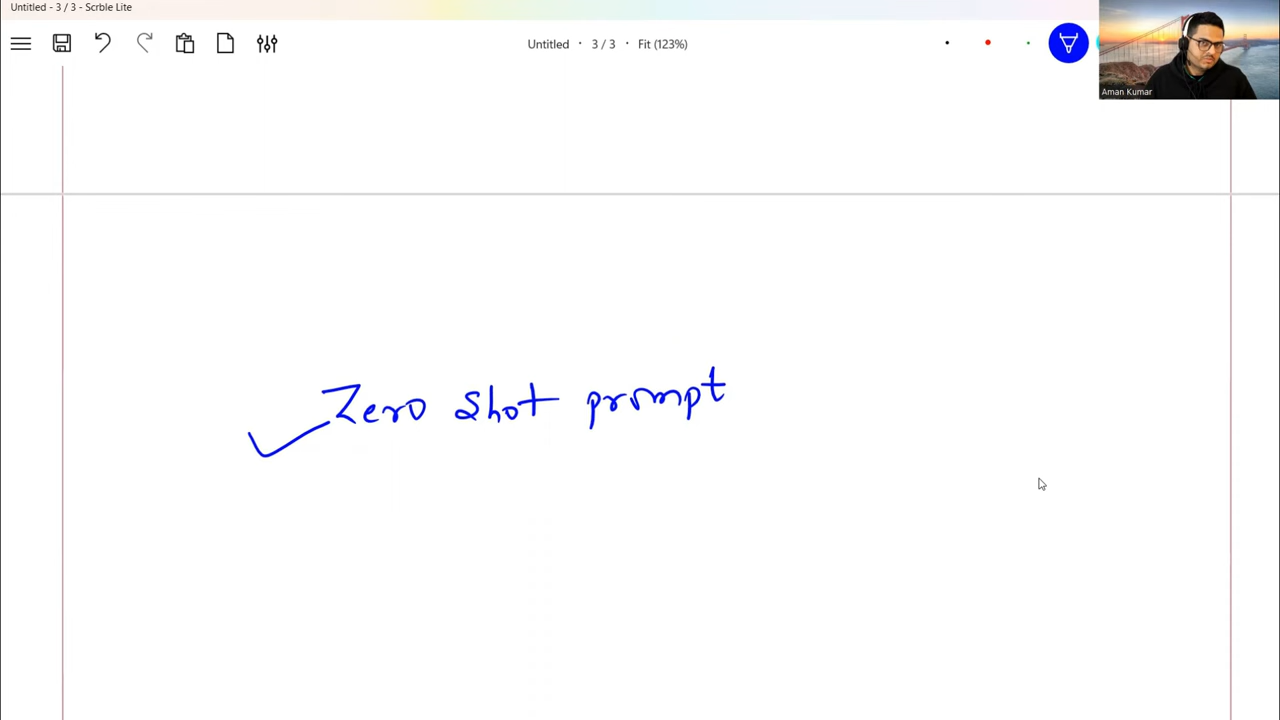 Untitled - 3 / 3 - Scrble Lite
Untitled • 3 / 3 • Fit (123%)
Aman Kumar
Zero shot prompt